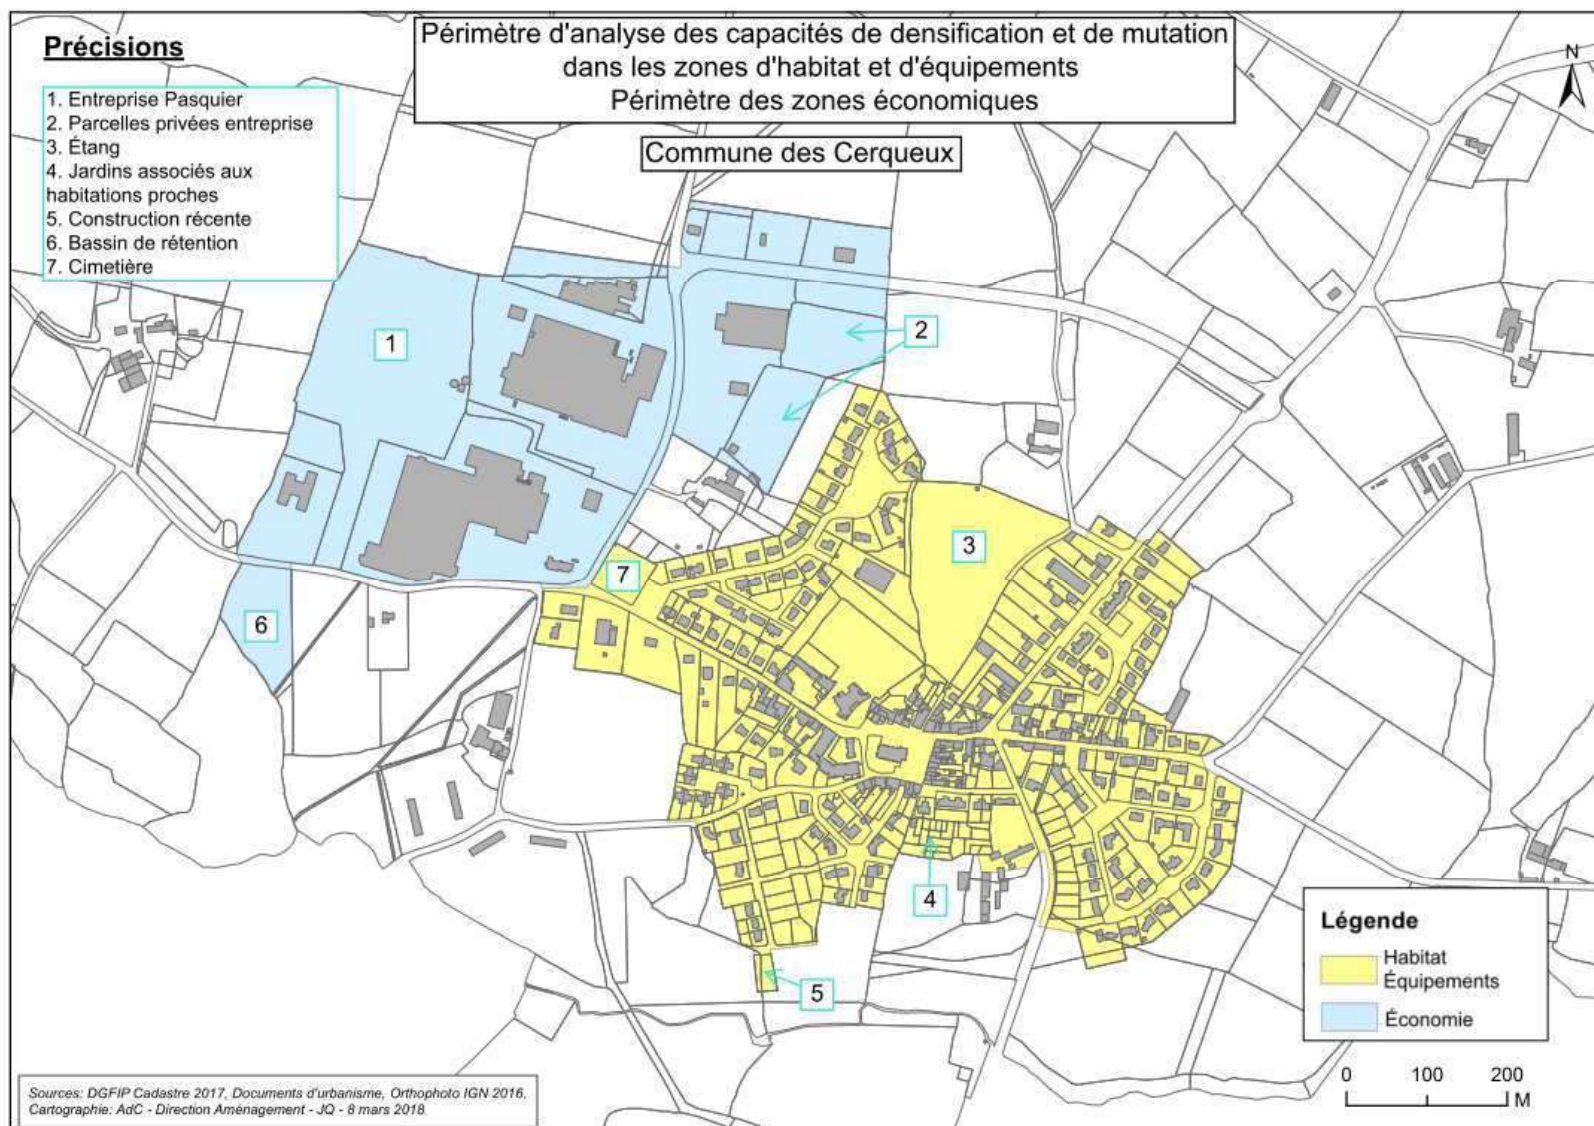 Précisions
1. Entreprise Pasquier
2. Parcelles privées entreprise
3. Étang
4. Jardins associés aux
habitations proches
5. Construction récente
6. Bassin de rétention
7. Cimetière
Périmètre d'analyse des capacités de densification et de mutation
dans les zones d'habitat et d'équipements
Périmètre des zones économiques
Commune des Cerqueux
N
1
2
3
7
6
4
5
Légende
Habitat
Équipements
Économie
0 100 200
M
Sources: DGFIP Cadastre 2017, Documents d'urbanisme, Orthophoto IGN 2016,
Cartographie: AdC - Direction Aménagement - JQ - 8 mars 2018